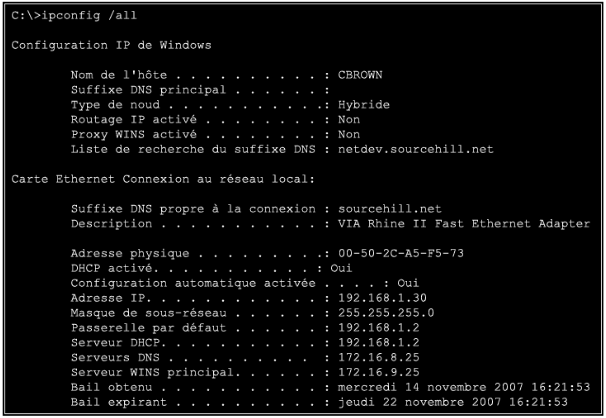 C:\>ipconfig /all
Configuration IP de Windows
Nom de l'hôte . . . . . . . . . . : CBROWN
Suffixe DNS principal . . . . . . :
Type de noud . . . . . . . . . . . : Hybride
Routage IP activé . . . . . . . . : Non
Proxy WINS activé . . . . . . . . : Non
Liste de recherche du suffixe DNS : netdev.sourcehill.net
Carte Ethernet Connexion au réseau local:
Suffixe DNS propre à la connexion : sourcehill.net
Description . . . . . . . . . . . : VIA Rhine II Fast Ethernet Adapter
Adresse physique . . . . . . . . .: 00-50-2C-A5-F5-73
DHCP activé. . . . . . . . . . . : Oui
Configuration automatique activée . . . . : Oui
Adresse IP. . . . . . . . . . . . : 192.168.1.30
Masque de sous-réseau . . . . . . : 255.255.255.0
Passerelle par défaut . . . . . . : 192.168.1.2
Serveur DHCP. . . . . . . . . . . : 192.168.1.2
Serveurs DNS . . . . . . . . . . : 172.16.8.25
Serveur WINS principal. . . . . . : 172.16.9.25
Bail obtenu . . . . . . . . . . . : mercredi 14 novembre 2007 16:21:53
Bail expirant . . . . . . . . . . : jeudi 22 novembre 2007 16:21:53